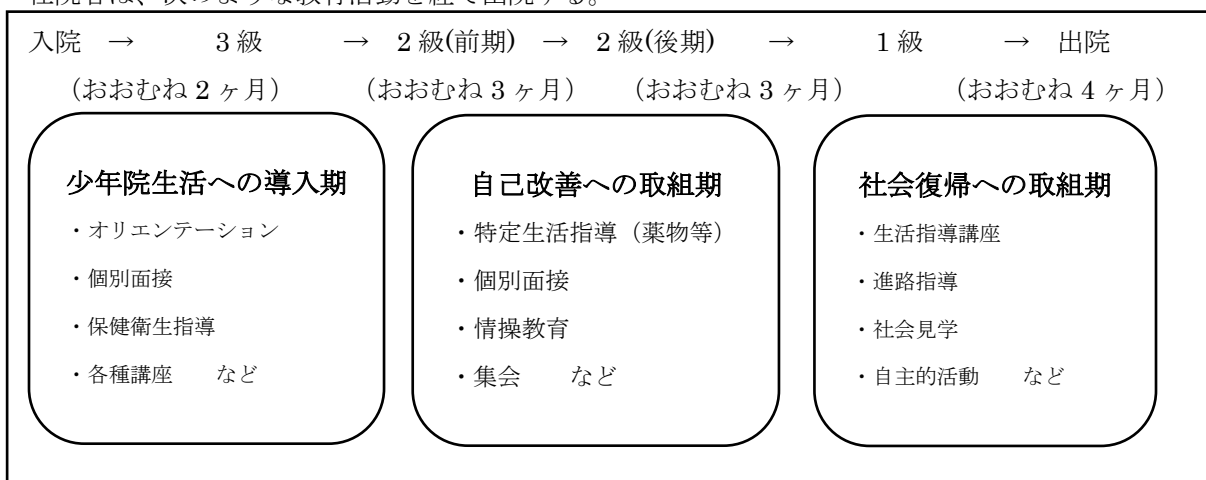 在院者は、次のような教育活動を経て出院する。
入院 → 3級 → 2級(前期) → 2級(後期) → 1級 → 出院
(おおむね2ヶ月) (おおむね3ヶ月) (おおむね3ヶ月) (おおむね4ヶ月)
少年院生活への導入期
・オリエンテーション
・個別面接
・保健衛生指導
・各種講座 など
自己改善への取組期
・特定生活指導（薬物等）
・個別面接
・情操教育
・集会 など
社会復帰への取組期
・生活指導講座
・進路指導
・社会見学
・自主的活動 など